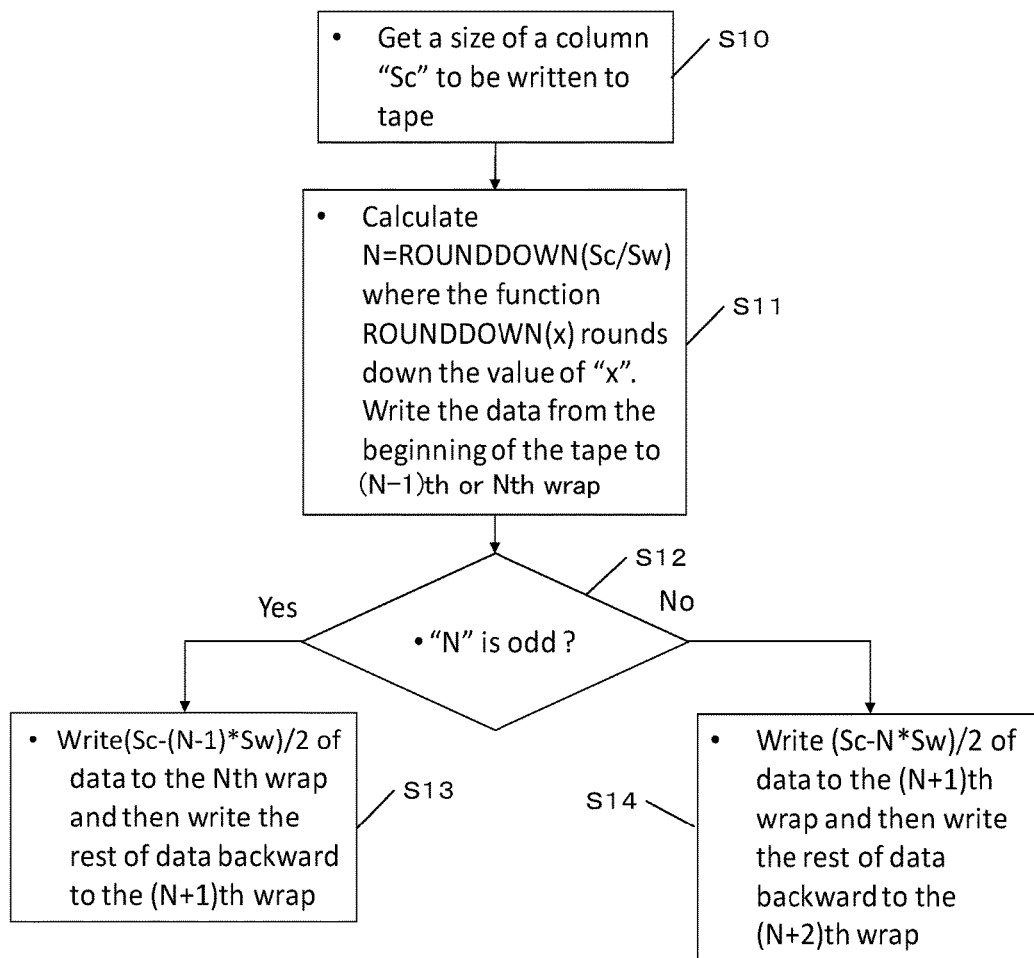 • Get a size of a column
“Sc” to be written to
tape
S10
• Calculate
N=ROUNDDOWN(Sc/Sw)
where the function
ROUNDDOWN(x) rounds
down the value of “x”.
Write the data from the
beginning of the tape to
(N-1)th or Nth wrap
S11
S12
Yes
No
• “N” is odd ?
• Write(Sc-(N-1)*Sw)/2 of
data to the Nth wrap
and then write the
rest of data backward
to the (N+1)th wrap
S13
S14
• Write (Sc-N*Sw)/2 of
data to the (N+1)th
wrap and then write
the rest of data
backward to the
(N+2)th wrap